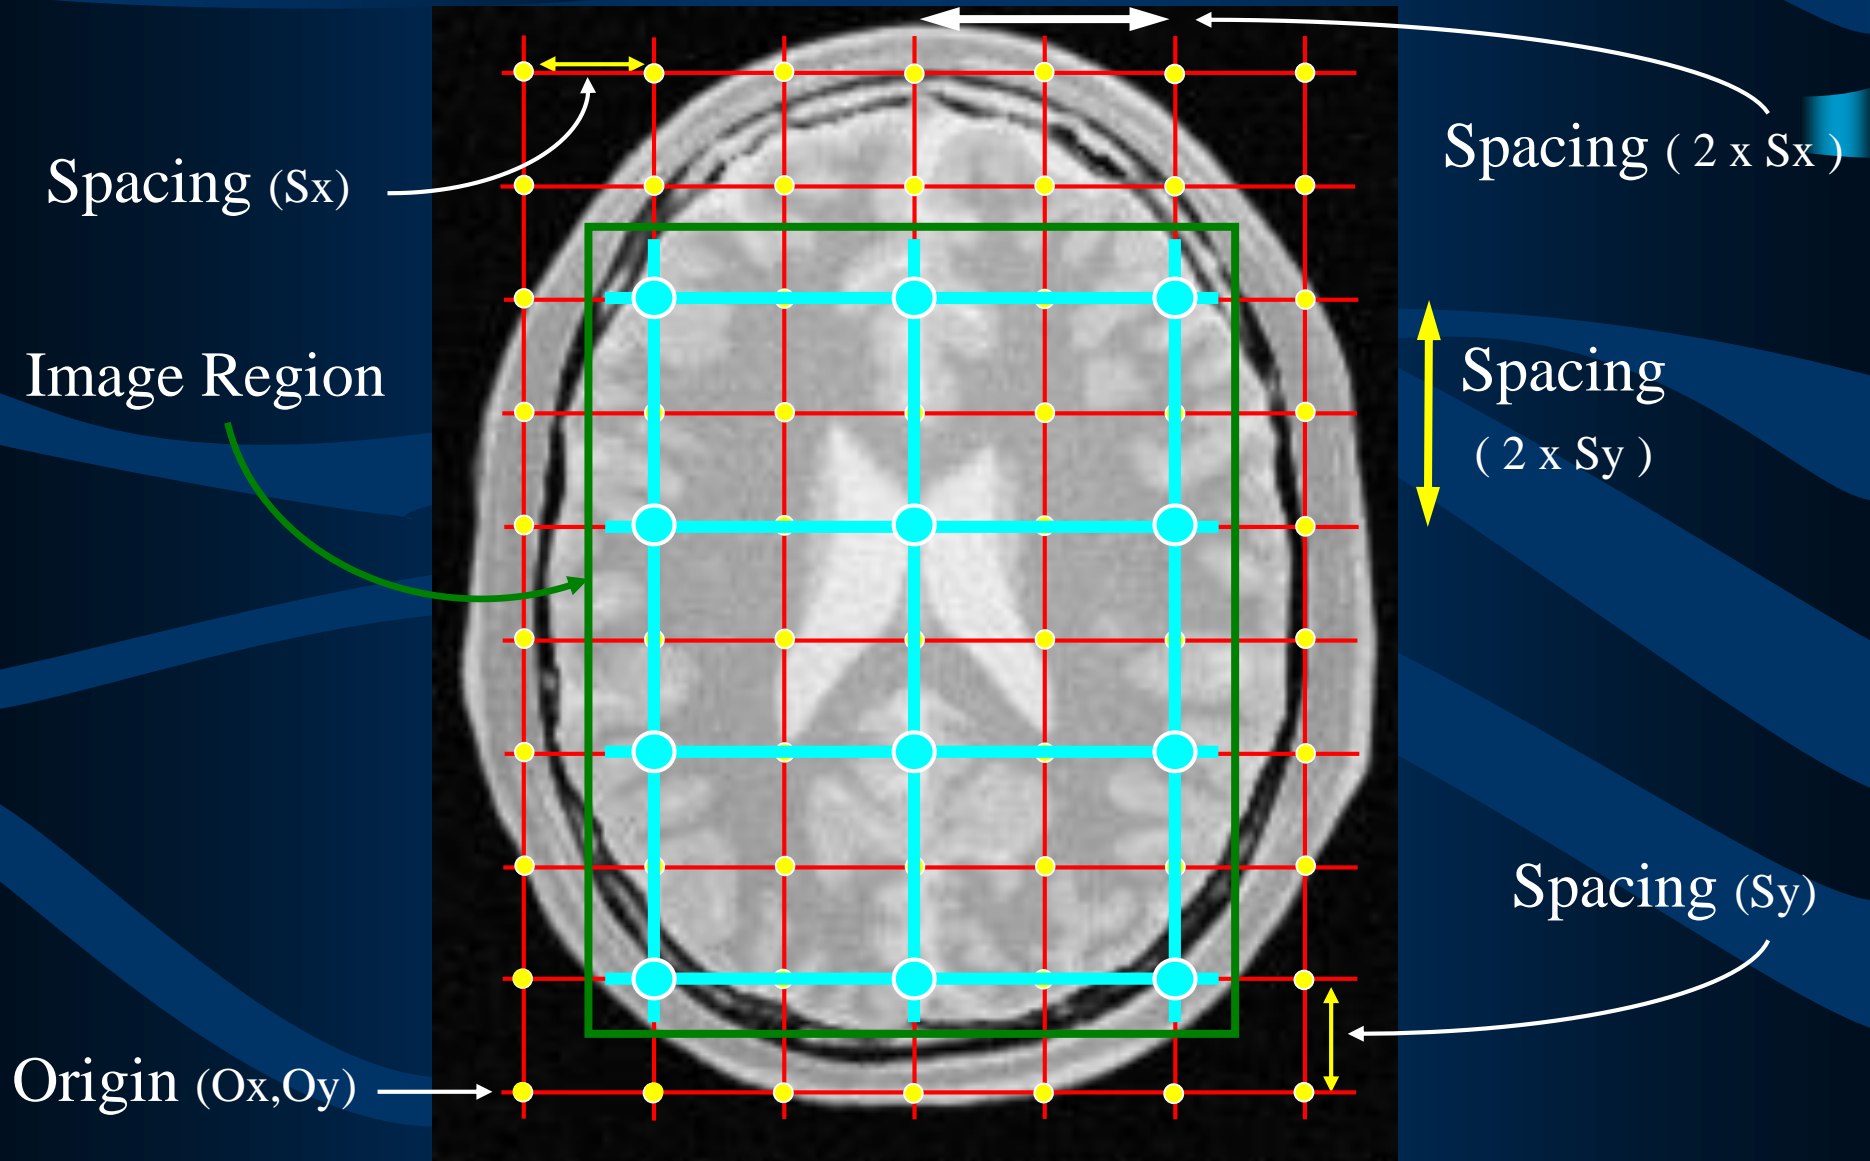 Spacing ( 2 x Sx )
Spacing (Sx)
Image Region
Spacing
( 2 x Sy )
Spacing (Sy)
Origin (Ox,Oy)